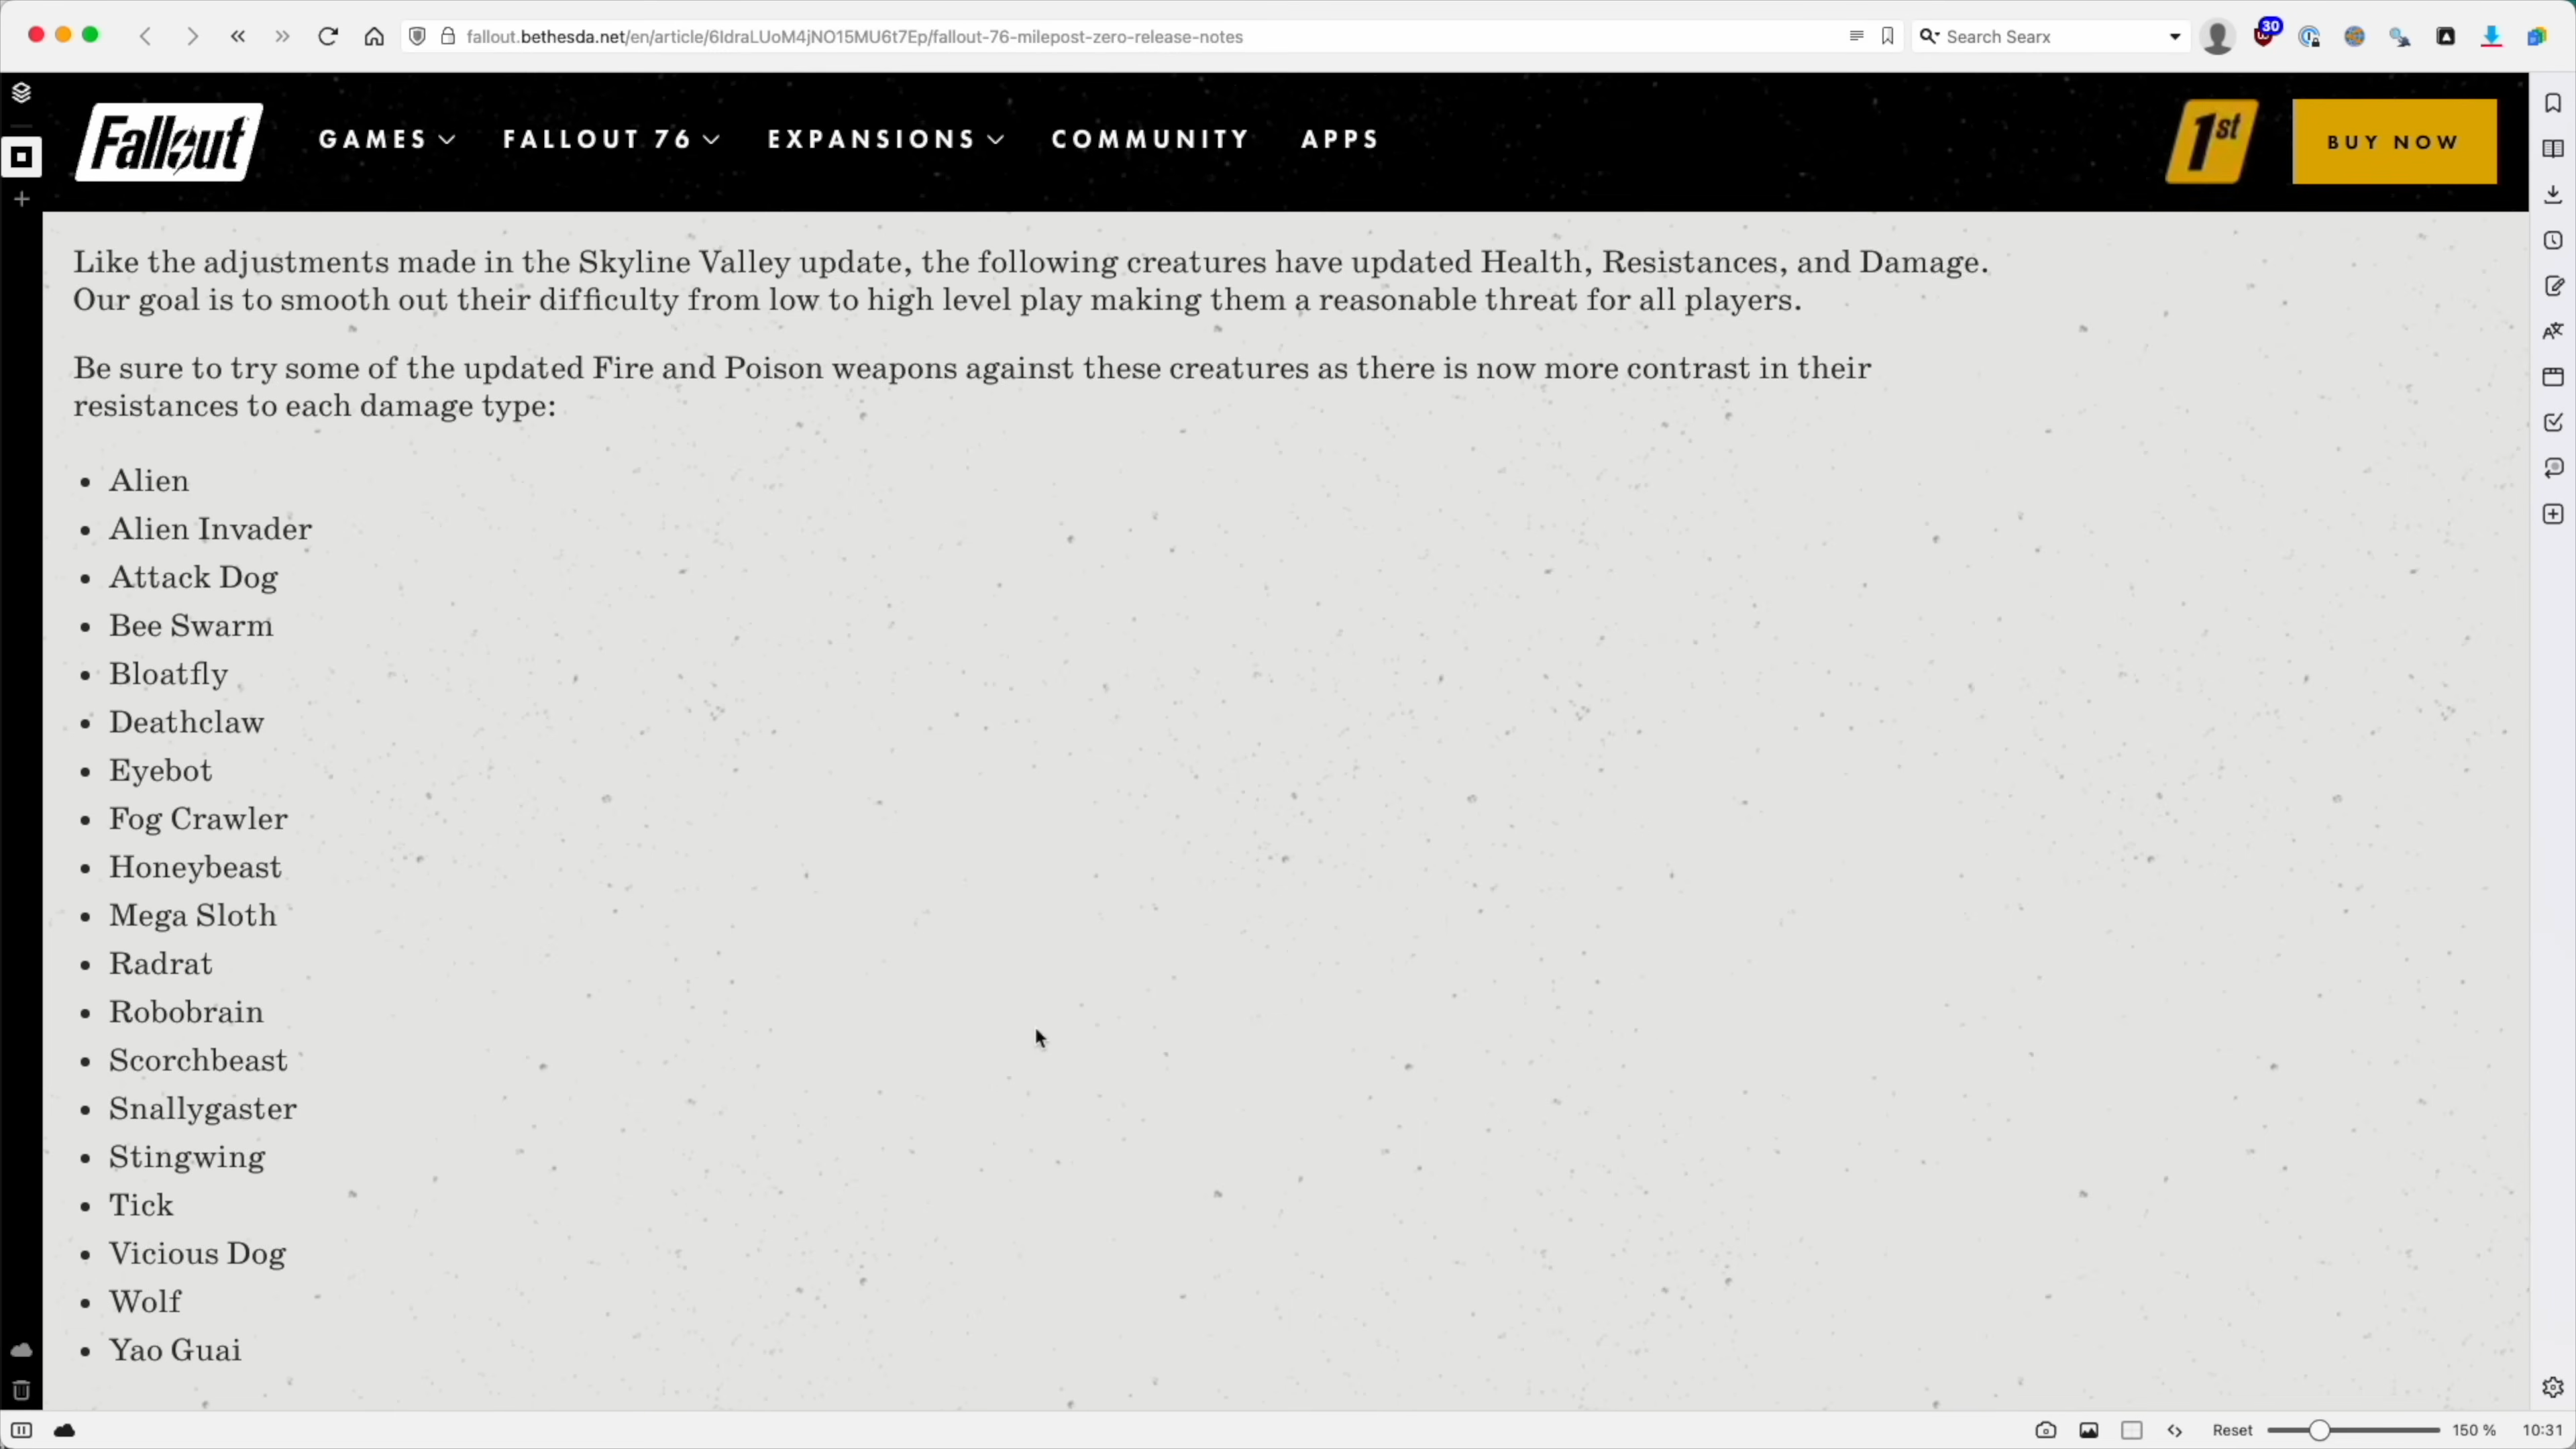 fallout.bethesda.net/en/article/6IdraLUoM4jNO15MU6t7Ep/fallout-76-milepost-zero-release-notes
Search Searx
30
Fallout
GAMES
FALLOUT 76
EXPANSIONS
COMMUNITY
APPS
1st
BUY NOW
Like the adjustments made in the Skyline Valley update, the following creatures have updated Health, Resistances, and Damage.
Our goal is to smooth out their difficulty from low to high level play making them a reasonable threat for all players.
Be sure to try some of the updated Fire and Poison weapons against these creatures as there is now more contrast in their
resistances to each damage type:
• Alien
• Alien Invader
• Attack Dog
• Bee Swarm
• Bloatfly
• Deathclaw
• Eyebot
• Fog Crawler
• Honeybeast
• Mega Sloth
• Radrat
• Robobrain
• Scorchbeast
• Snallygaster
• Stingwing
• Tick
• Vicious Dog
• Wolf
• Yao Guai
Reset
150 %
10:31